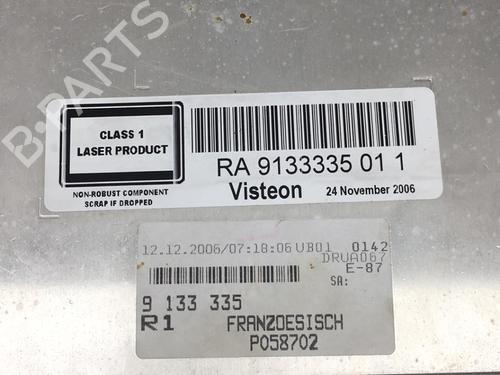 B-PARTS
CLASS 1
LASER PRODUCT
NON-ROBUST COMPONENT
SCRAP IF DROPPED
RA 9133335 01 1
Visteon 24 November 2006
12.12.2006/07:18:06 VB01 0142
DRVA067
E-87
SA:
9 133 335
R1 FRANZOESISCH
P058702